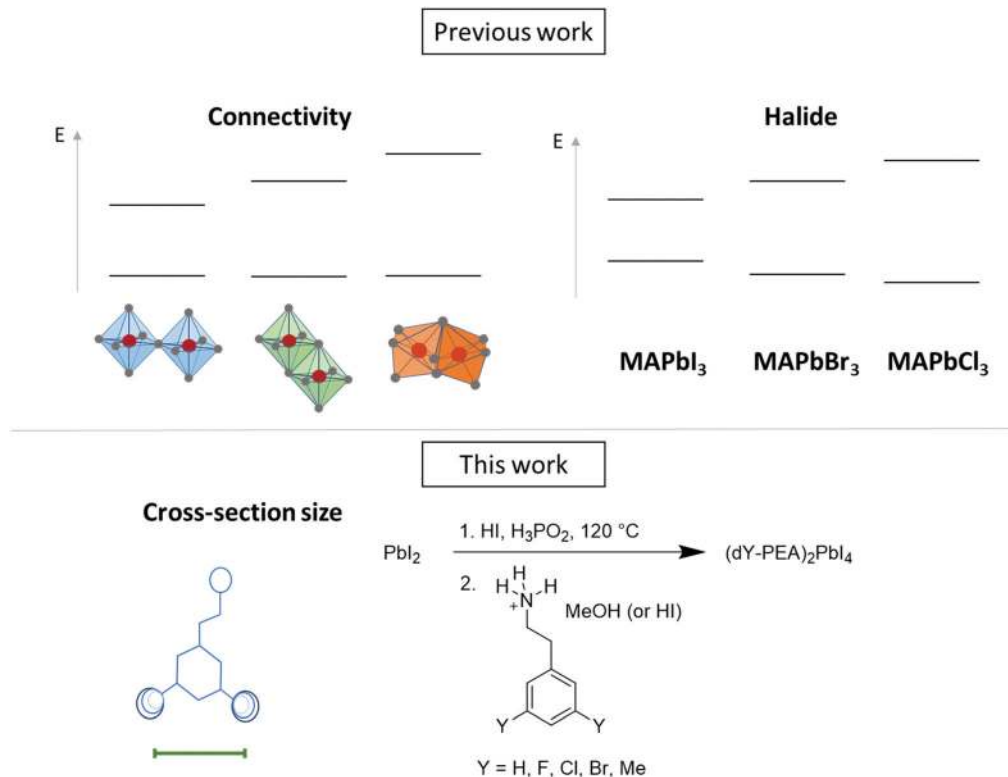 Previous work
Connectivity
E
Halide
E
MAPbI₃
MAPbBr₃
MAPbCl₃
This work
Cross-section size
PbI₂
1. HI, H₃PO₂, 120 °C
(dY-PEA)₂PbI₄
2.
H
H N H
+
MeOH (or HI)
Y Y
Y = H, F, Cl, Br, Me